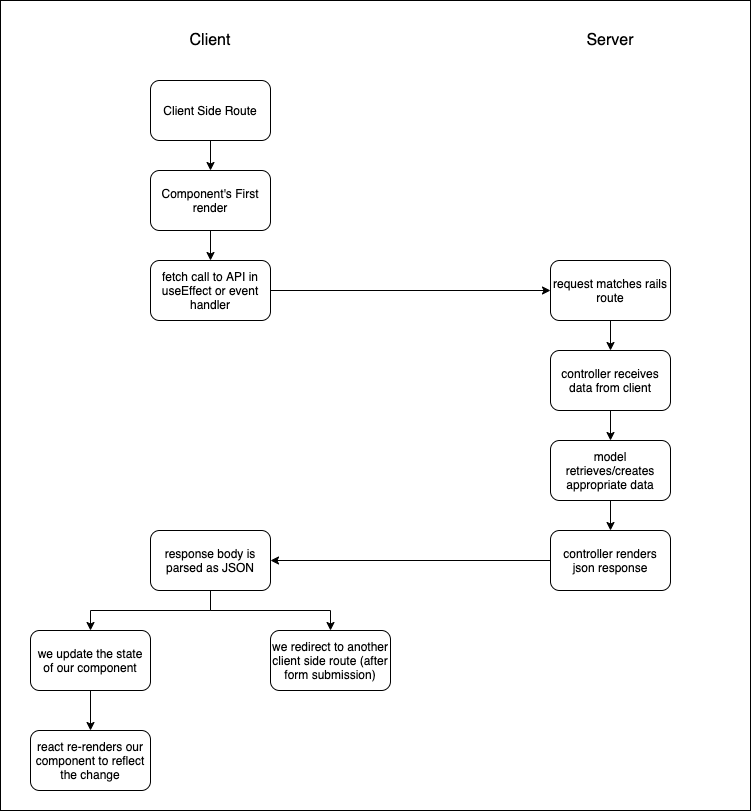 Client
Server
Client Side Route
Component's First
render
fetch call to API in
useEffect or event
handler
request matches rails
route
controller receives
data from client
model
retrieves/creates
appropriate data
controller renders
json response
response body is
parsed as JSON
we update the state
of our component
we redirect to another
client side route (after
form submission)
react re-renders our
component to reflect
the change